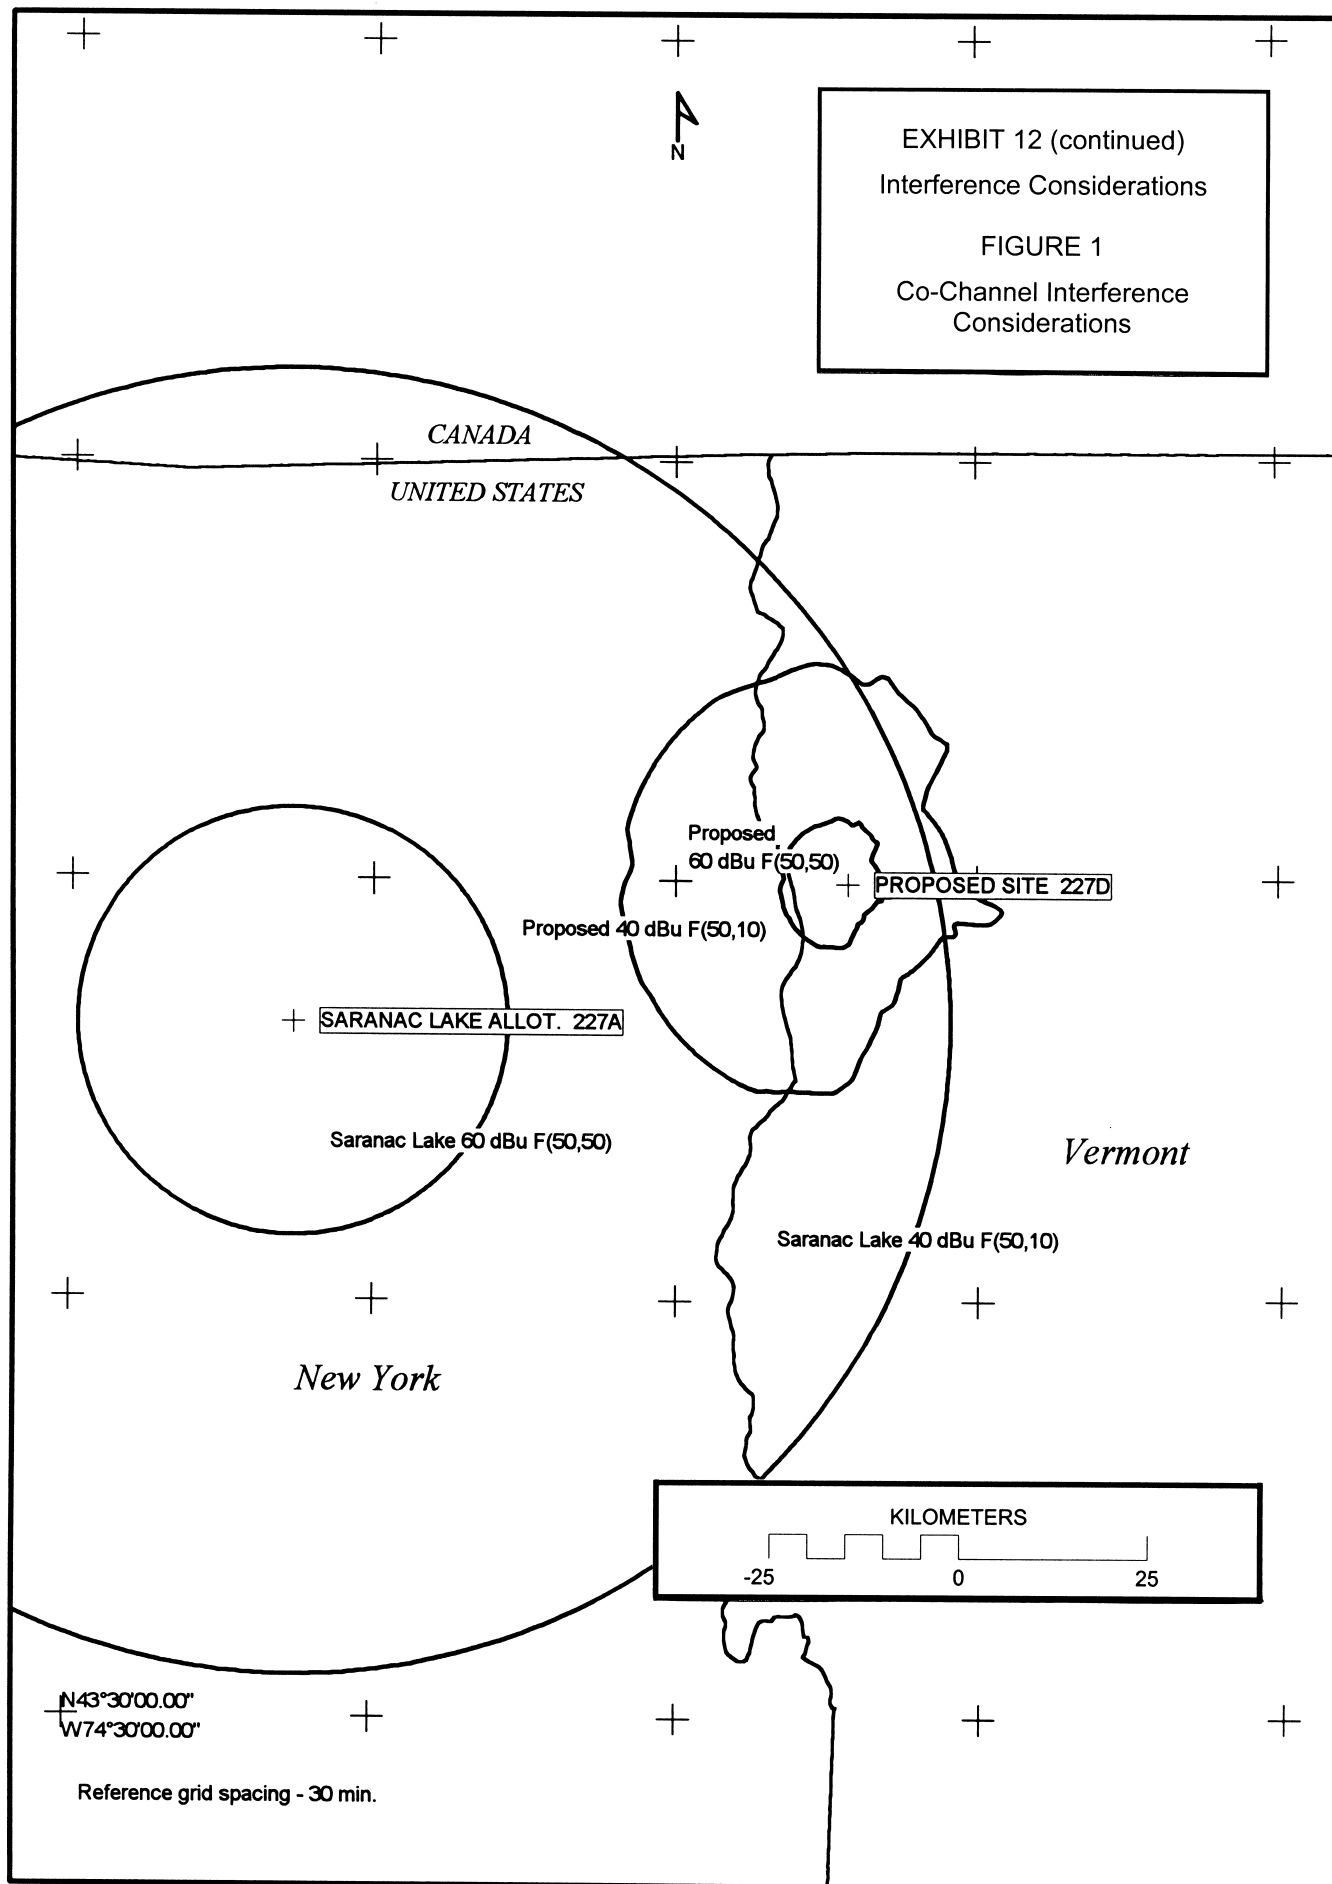 N
EXHIBIT 12 (continued)
Interference Considerations
FIGURE 1
Co-Channel Interference
Considerations
CANADA
UNITED STATES
Proposed
60 dBu F(50,50)
PROPOSED SITE 227D
Proposed 40 dBu F(50,10)
SARANAC LAKE ALLOT. 227A
Saranac Lake 60 dBu F(50,50)
Vermont
Saranac Lake 40 dBu F(50,10)
New York
KILOMETERS
-25 0 25
N43°30'00.00"
W74°30'00.00"
Reference grid spacing - 30 min.